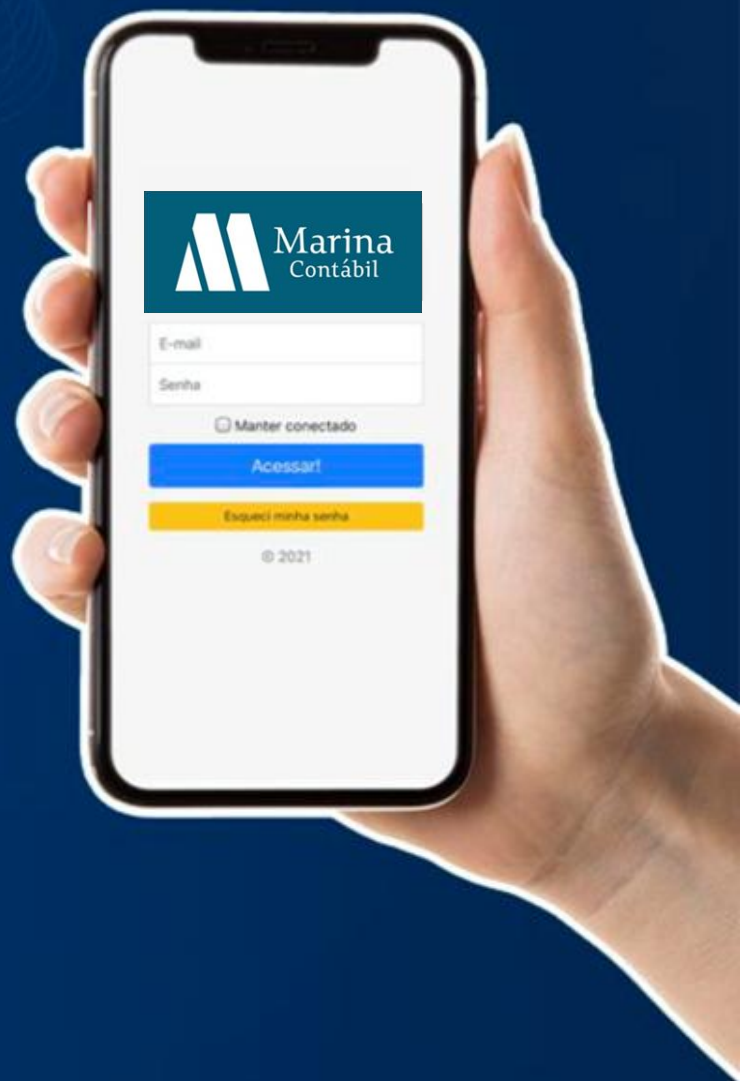 Marina
Contábil
E-mail
Senha
Manter conectado
Acessar!
Esqueci minha senha
© 2021